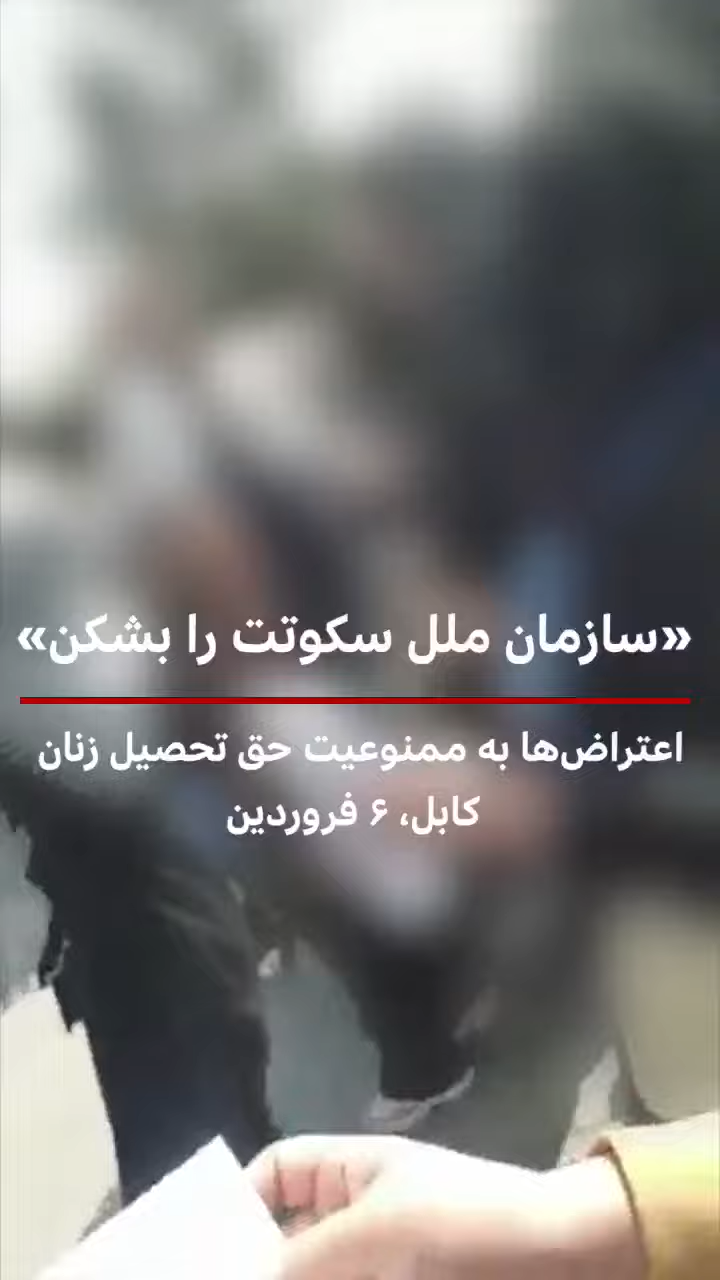 «سازمان ملل سکوتت را بشکن»
اعتراض‌ها به ممنوعیت حق تحصیل زنان
کابل، ۶ فروردین